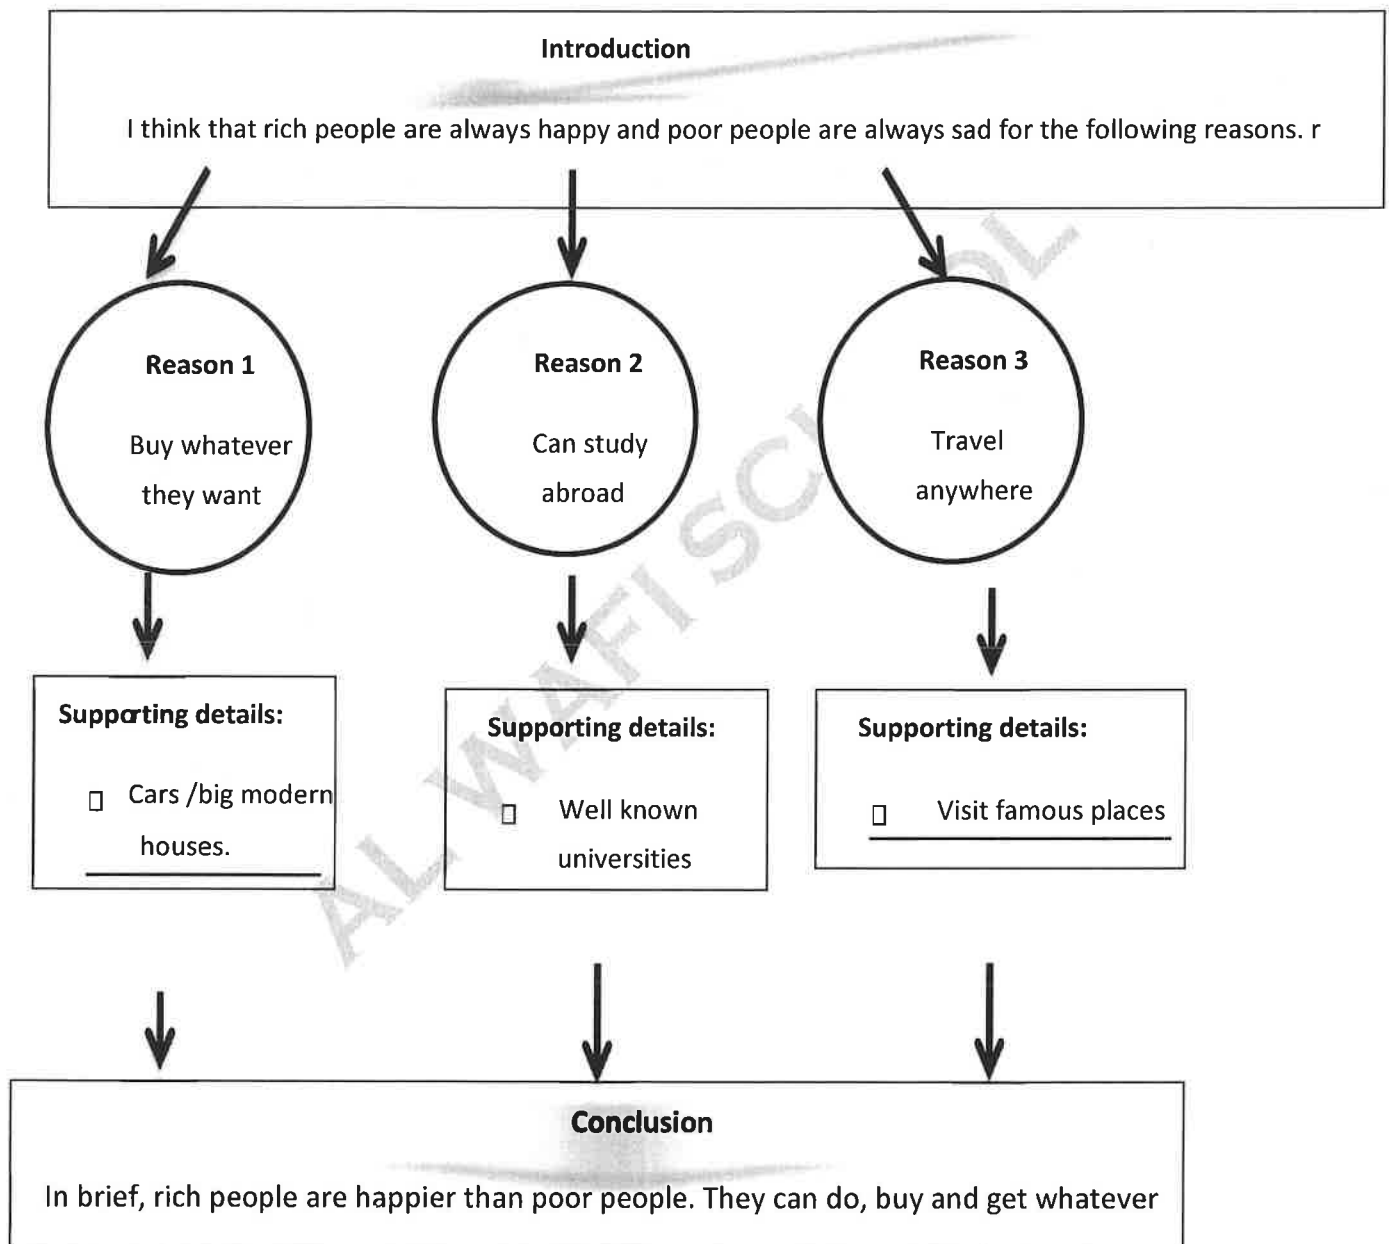 Introduction
I think that rich people are always happy and poor people are always sad for the following reasons. r
Reason 1
Buy whatever
they want
Reason 2
Can study
abroad
Reason 3
Travel
anywhere
Supporting details:
Cars /big modern
houses.
Supporting details:
Well known
universities
Supporting details:
Visit famous places
AL WAFI SCHOOL
Conclusion
In brief, rich people are happier than poor people. They can do, buy and get whatever